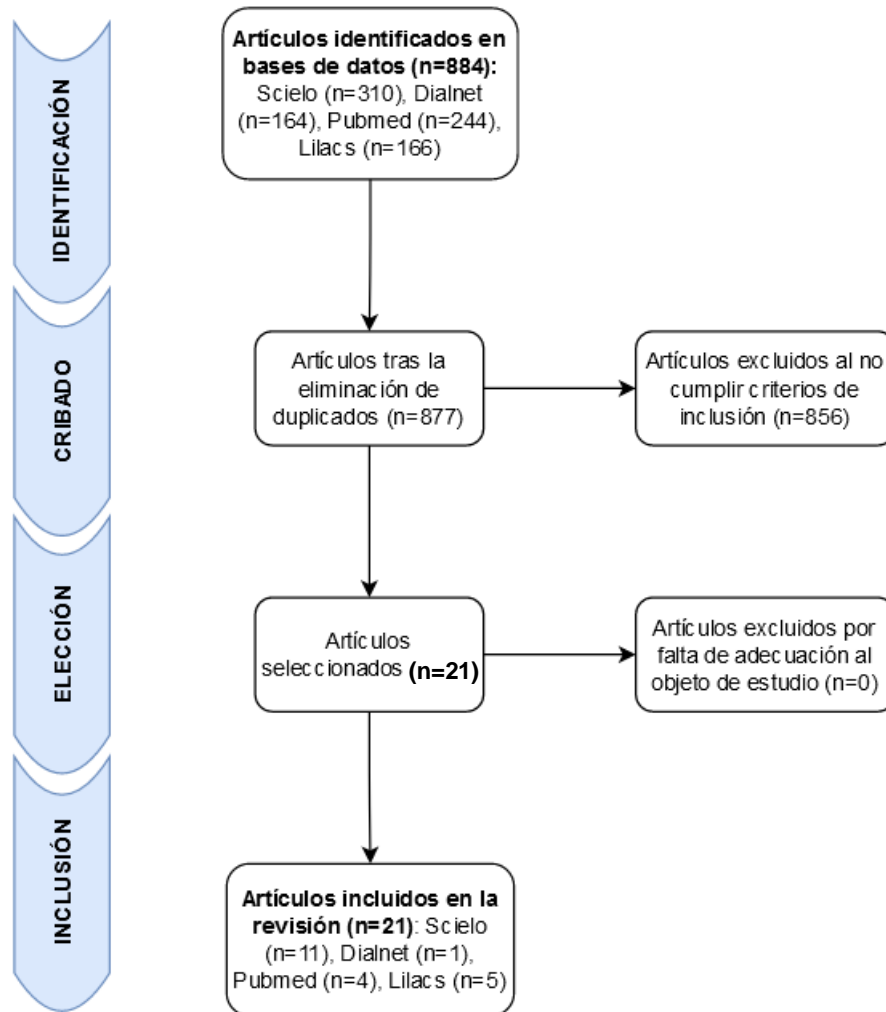 IDENTIFICACIÓN
Artículos identificados en
bases de datos (n=884):
Scielo (n=310), Dialnet
(n=164), Pubmed (n=244),
Lilacs (n=166)
CRIBADO
Artículos tras la
eliminación de
duplicados (n=877)
Artículos excluidos al no
cumplir criterios de
inclusión (n=856)
ELECCIÓN
Artículos
seleccionados (n=21)
Artículos excluidos por
falta de adecuación al
objeto de estudio (n=0)
INCLUSIÓN
Artículos incluidos en la
revisión (n=21): Scielo
(n=11), Dialnet (n=1),
Pubmed (n=4), Lilacs (n=5)